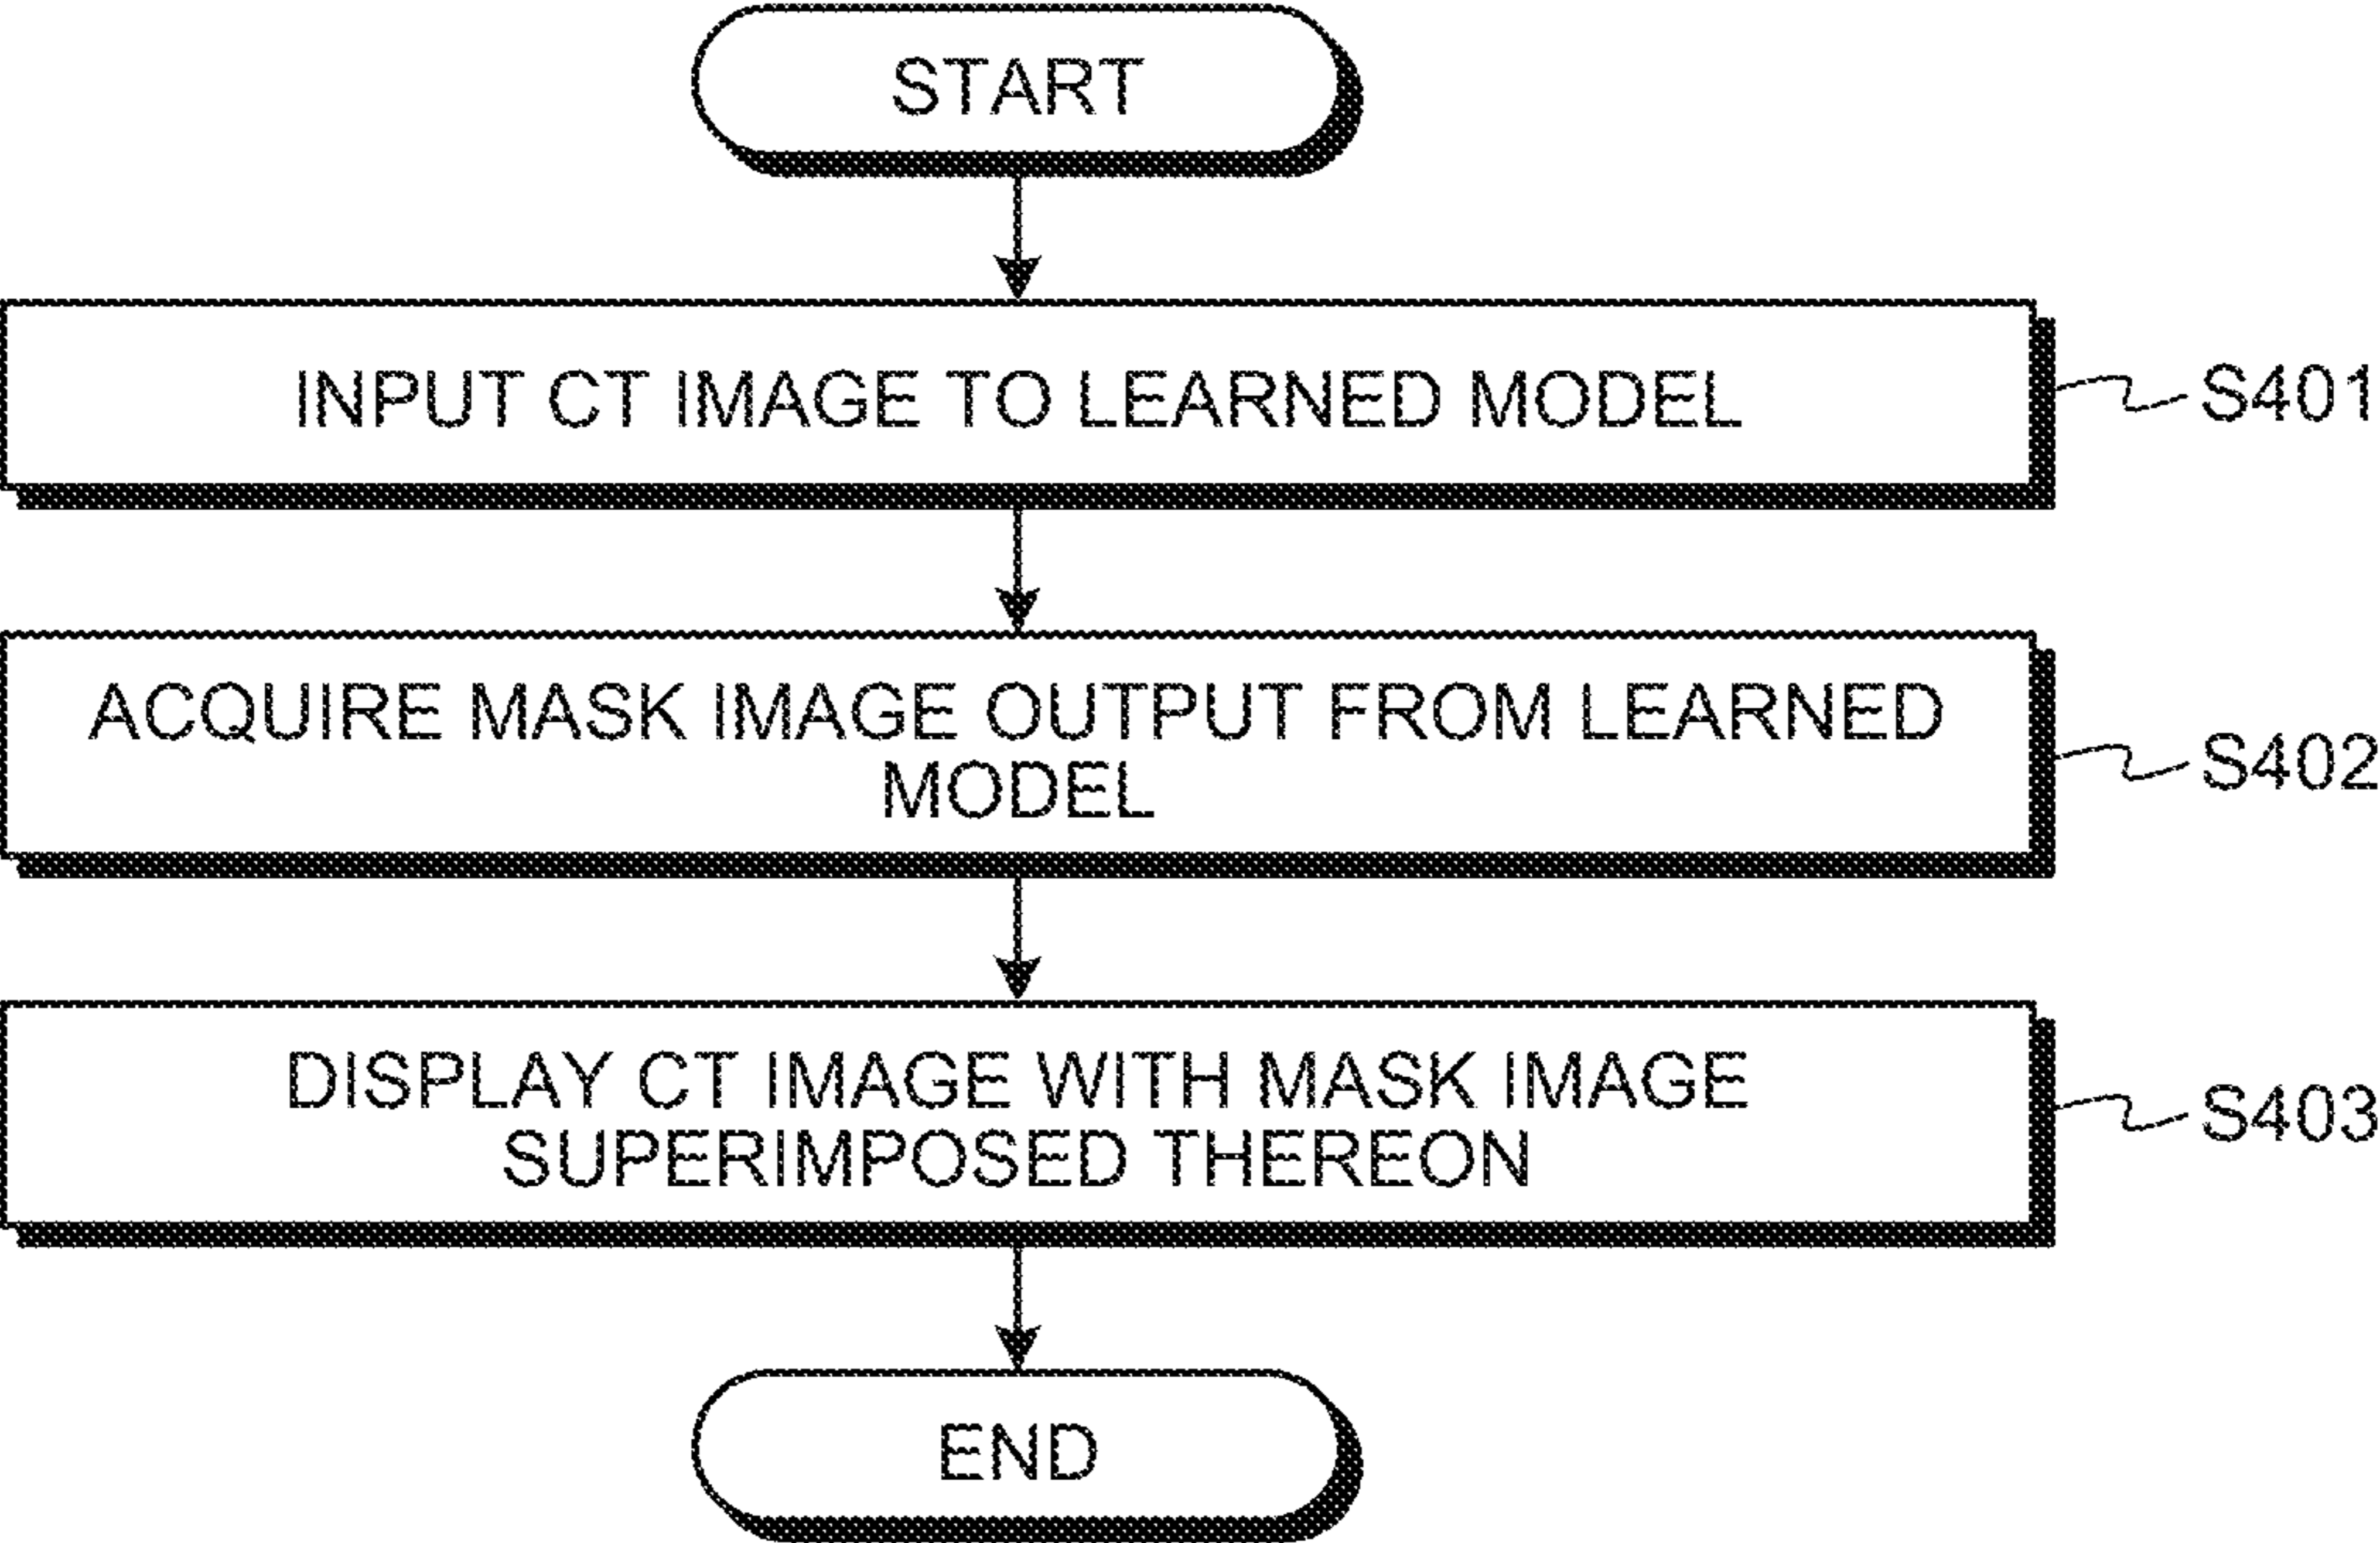 START
INPUT CT IMAGE TO LEARNED MODEL
S401
ACQUIRE MASK IMAGE OUTPUT FROM LEARNED
MODEL
S402
DISPLAY CT IMAGE WITH MASK IMAGE
SUPERIMPOSED THEREON
S403
END